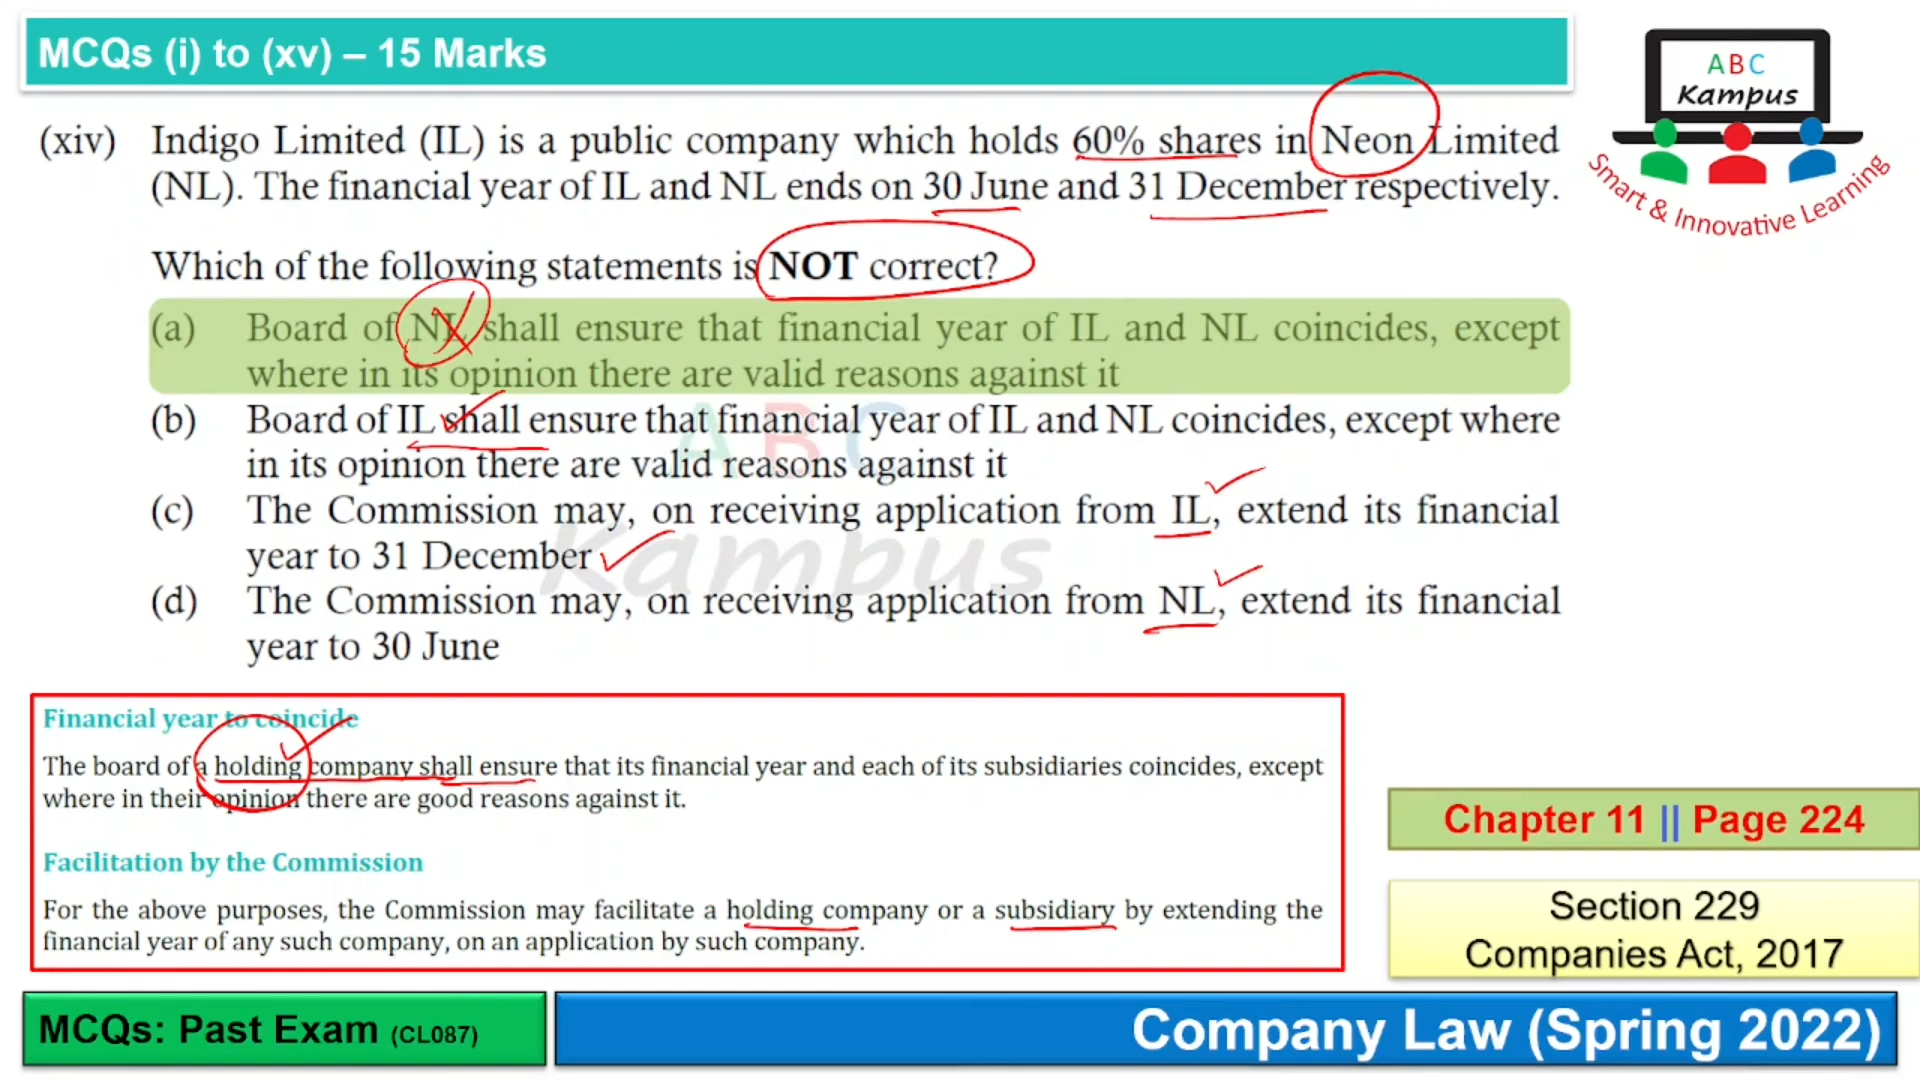 MCQs (i) to (xv) – 15 Marks
ABC
Kampus
Smart & Innovative Learning
(xiv) Indigo Limited (IL) is a public company which holds 60% shares in Neon Limited
(NL). The financial year of IL and NL ends on 30 June and 31 December respectively.
Which of the following statements is NOT correct?
(a) Board of NL shall ensure that financial year of IL and NL coincides, except
where in its opinion there are valid reasons against it
(b) Board of IL shall ensure that financial year of IL and NL coincides, except where
in its opinion there are valid reasons against it
(c) The Commission may, on receiving application from IL, extend its financial
year to 31 December
(d) The Commission may, on receiving application from NL, extend its financial
year to 30 June
ABC
Kampus
Financial year to coincide
The board of a holding company shall ensure that its financial year and each of its subsidiaries coincides, except
where in their opinion there are good reasons against it.
Facilitation by the Commission
For the above purposes, the Commission may facilitate a holding company or a subsidiary by extending the
financial year of any such company, on an application by such company.
Chapter 11 || Page 224
Section 229
Companies Act, 2017
MCQs: Past Exam (CL087)
Company Law (Spring 2022)